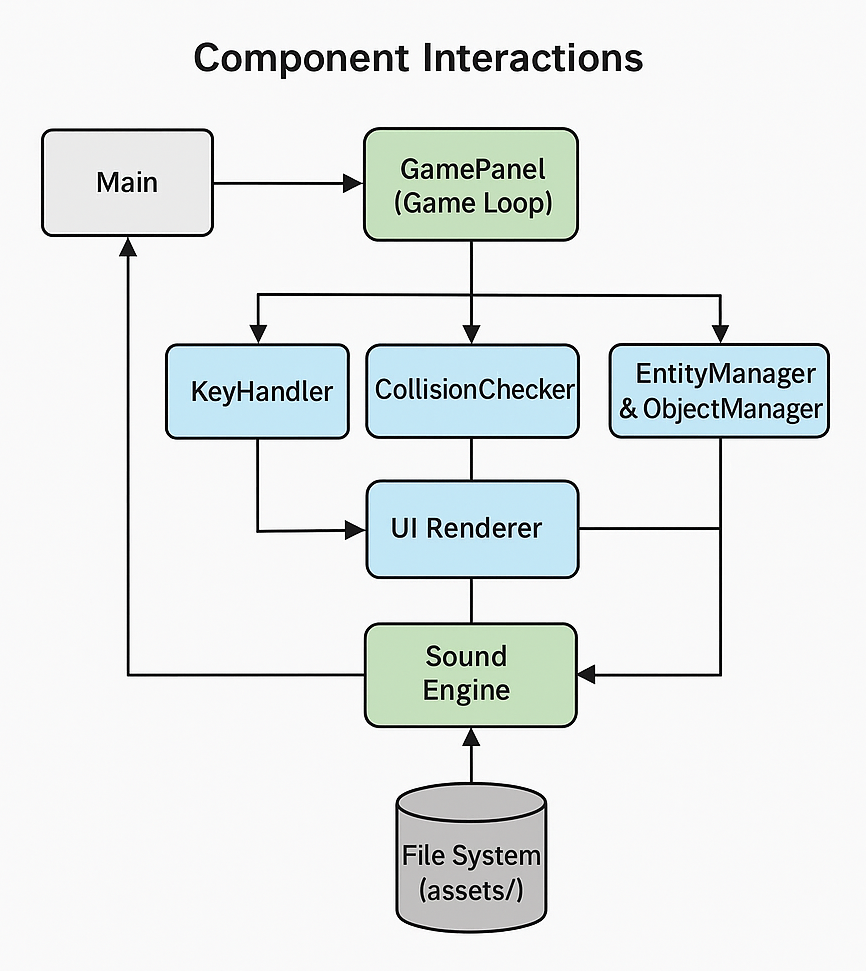 Component Interactions
Main
GamePanel
(Game Loop)
KeyHandler
CollisionChecker
EntityManager
& ObjectManager
UI Renderer
Sound
Engine
File System
(assets/)